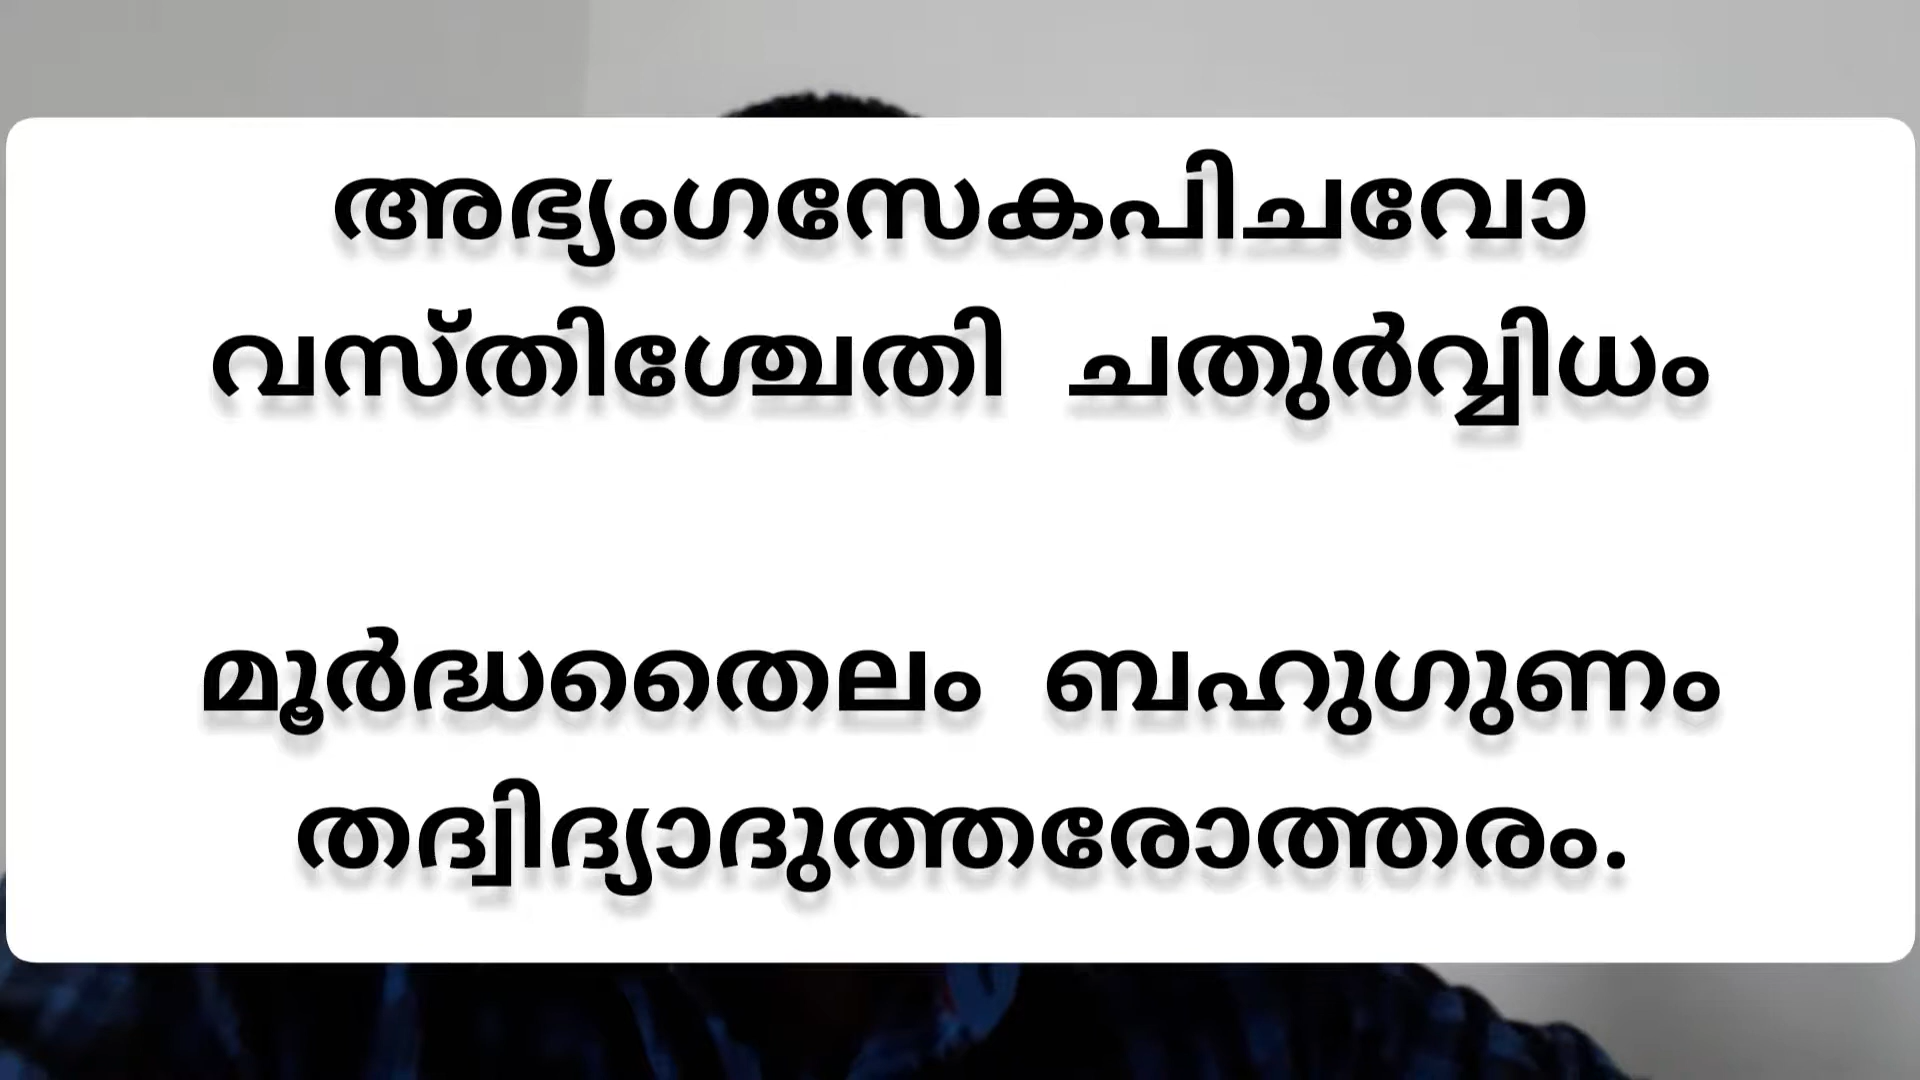 അഭ്യംഗസേകപിചവോ
വസ്തിശ്ചേതി ചതുർവ്വിധം
മൂർദ്ധതൈലം ബഹുഗുണം
തദ്വിദ്യാദുത്തരോത്തരം.